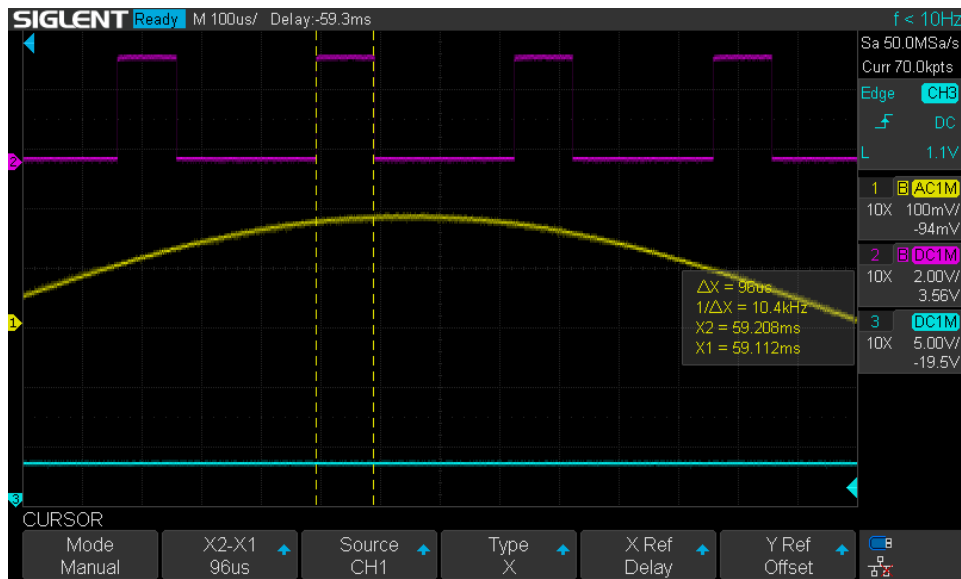 SIGLENT Ready M 100us/ Delay:-59.3ms f < 10Hz
Sa 50.0MSa/s
Curr 70.0kpts
Edge CH3
DC
L 1.1V
1 B AC1M
10X 100mV/
-94mV
2 B DC1M
10X 2.00V/
3.56V
3 DC1M
10X 5.00V/
-19.5V
2
1
3
ΔX = 96us
1/ΔX = 10.4kHz
X2 = 59.208ms
X1 = 59.112ms
CURSOR
Mode
Manual
X2-X1
96us
Source
CH1
Type
X
X Ref
Delay
Y Ref
Offset